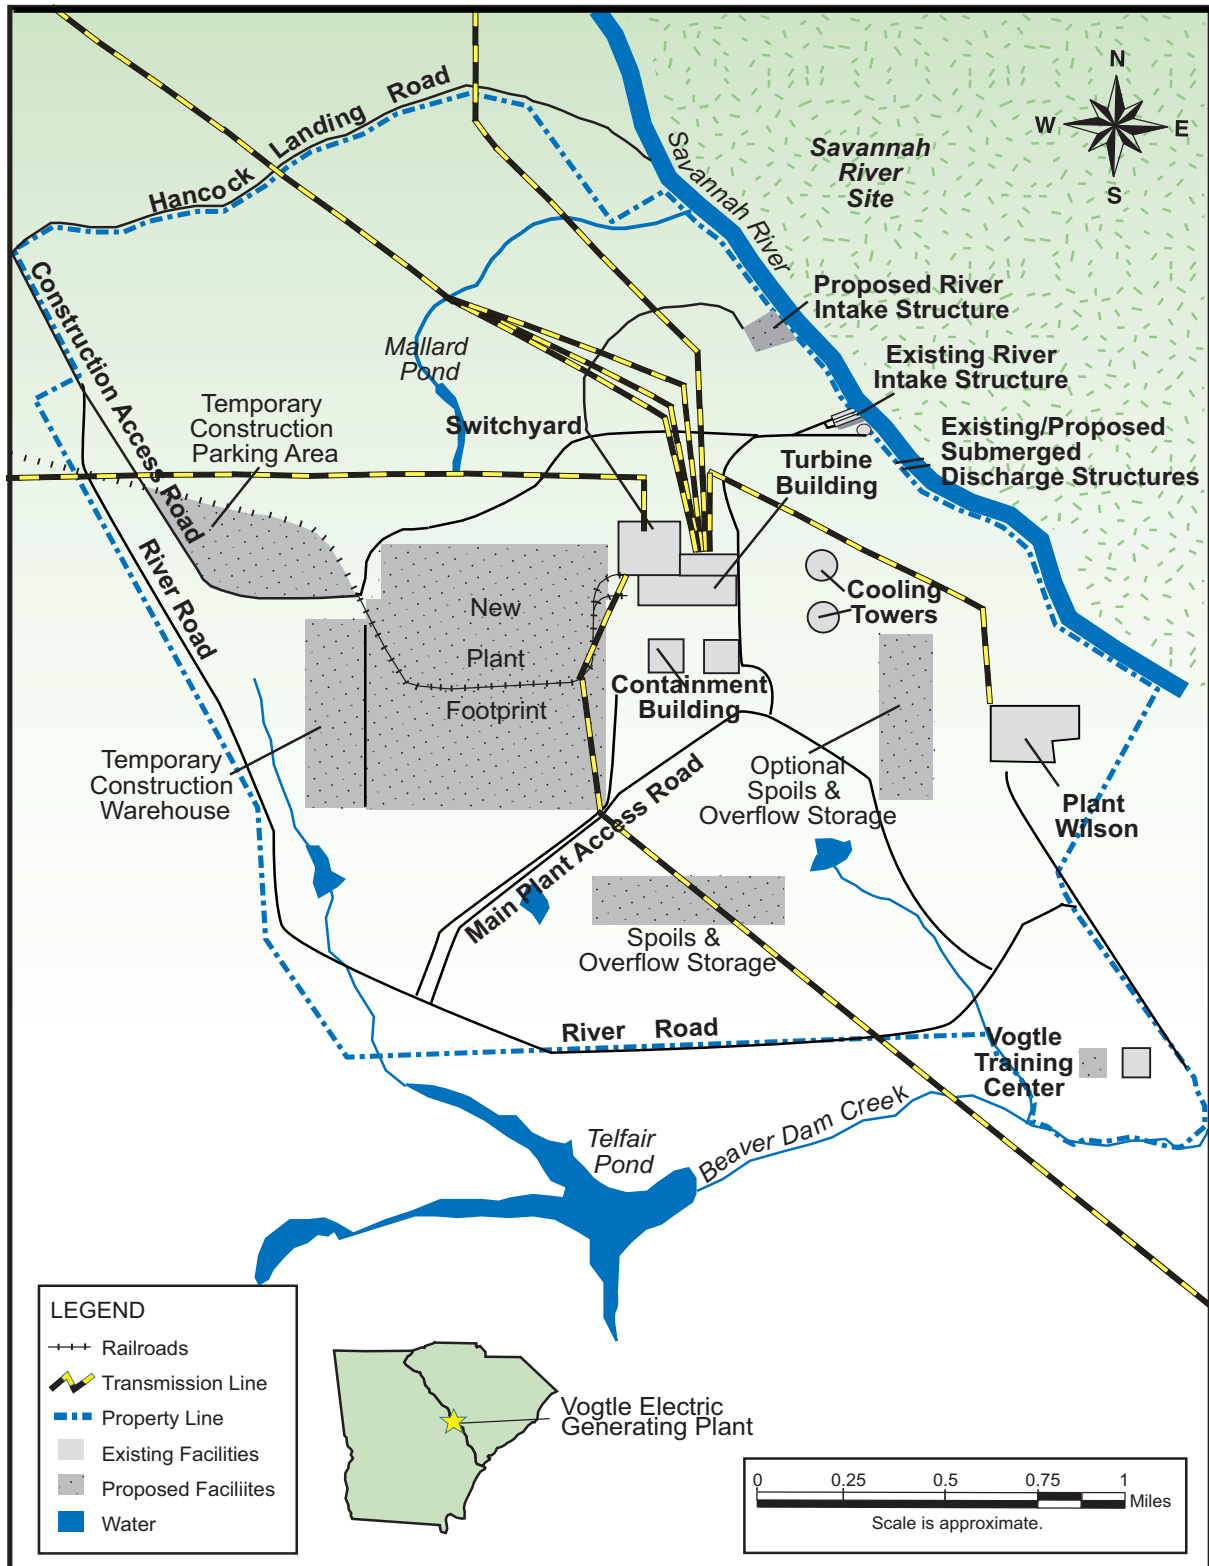 N
W
E
S
Hancock Landing Road
Savannah River
Savannah
River
Site
Construction Access Road
Proposed River
Intake Structure
Mallard
Pond
Existing River
Intake Structure
Temporary
Construction
Parking Area
Switchyard
Existing/Proposed
Submerged
Discharge Structures
Turbine
Building
River Road
New
Plant
Footprint
Cooling
Towers
Containment
Building
Temporary
Construction
Warehouse
Optional
Spoils &
Overflow Storage
Plant
Wilson
Main Plant Access Road
Spoils &
Overflow Storage
River Road
Vogtle
Training
Center
Telfair
Pond
Beaver Dam Creek
LEGEND
Railroads
Transmission Line
Property Line
Existing Facilities
Proposed Faciliites
Water
Vogtle Electric
Generating Plant
0 0.25 0.5 0.75 1
Miles
Scale is approximate.